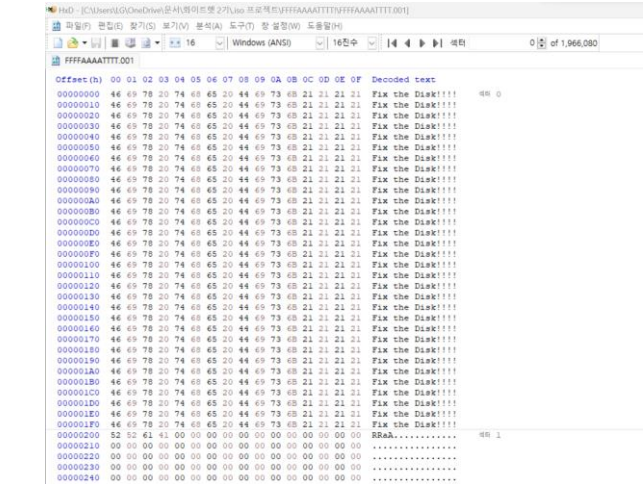 HxD - [C:\Users\LG\OneDrive\문서\화이트햇 2기\iso 프로젝트\FFFFAAAATTTT\FFFFAAAATTTT.001]
파일(F) 편집(E) 찾기(S) 보기(V) 분석(A) 도구(T) 창 설정(W) 도움말(H)
16 Windows (ANSI) 16진수 섹터 0 of 1,966,080
FFFFAAAATTTT.001
Offset(h) 00 01 02 03 04 05 06 07 08 09 0A 0B 0C 0D 0E 0F Decoded text
00000000 46 69 78 20 74 68 65 20 44 69 73 6B 21 21 21 21 Fix the Disk!!!! 섹터 0
00000010 46 69 78 20 74 68 65 20 44 69 73 6B 21 21 21 21 Fix the Disk!!!!
00000020 46 69 78 20 74 68 65 20 44 69 73 6B 21 21 21 21 Fix the Disk!!!!
00000030 46 69 78 20 74 68 65 20 44 69 73 6B 21 21 21 21 Fix the Disk!!!!
00000040 46 69 78 20 74 68 65 20 44 69 73 6B 21 21 21 21 Fix the Disk!!!!
00000050 46 69 78 20 74 68 65 20 44 69 73 6B 21 21 21 21 Fix the Disk!!!!
00000060 46 69 78 20 74 68 65 20 44 69 73 6B 21 21 21 21 Fix the Disk!!!!
00000070 46 69 78 20 74 68 65 20 44 69 73 6B 21 21 21 21 Fix the Disk!!!!
00000080 46 69 78 20 74 68 65 20 44 69 73 6B 21 21 21 21 Fix the Disk!!!!
00000090 46 69 78 20 74 68 65 20 44 69 73 6B 21 21 21 21 Fix the Disk!!!!
000000A0 46 69 78 20 74 68 65 20 44 69 73 6B 21 21 21 21 Fix the Disk!!!!
000000B0 46 69 78 20 74 68 65 20 44 69 73 6B 21 21 21 21 Fix the Disk!!!!
000000C0 46 69 78 20 74 68 65 20 44 69 73 6B 21 21 21 21 Fix the Disk!!!!
000000D0 46 69 78 20 74 68 65 20 44 69 73 6B 21 21 21 21 Fix the Disk!!!!
000000E0 46 69 78 20 74 68 65 20 44 69 73 6B 21 21 21 21 Fix the Disk!!!!
000000F0 46 69 78 20 74 68 65 20 44 69 73 6B 21 21 21 21 Fix the Disk!!!!
00000100 46 69 78 20 74 68 65 20 44 69 73 6B 21 21 21 21 Fix the Disk!!!!
00000110 46 69 78 20 74 68 65 20 44 69 73 6B 21 21 21 21 Fix the Disk!!!!
00000120 46 69 78 20 74 68 65 20 44 69 73 6B 21 21 21 21 Fix the Disk!!!!
00000130 46 69 78 20 74 68 65 20 44 69 73 6B 21 21 21 21 Fix the Disk!!!!
00000140 46 69 78 20 74 68 65 20 44 69 73 6B 21 21 21 21 Fix the Disk!!!!
00000150 46 69 78 20 74 68 65 20 44 69 73 6B 21 21 21 21 Fix the Disk!!!!
00000160 46 69 78 20 74 68 65 20 44 69 73 6B 21 21 21 21 Fix the Disk!!!!
00000170 46 69 78 20 74 68 65 20 44 69 73 6B 21 21 21 21 Fix the Disk!!!!
00000180 46 69 78 20 74 68 65 20 44 69 73 6B 21 21 21 21 Fix the Disk!!!!
00000190 46 69 78 20 74 68 65 20 44 69 73 6B 21 21 21 21 Fix the Disk!!!!
000001A0 46 69 78 20 74 68 65 20 44 69 73 6B 21 21 21 21 Fix the Disk!!!!
000001B0 46 69 78 20 74 68 65 20 44 69 73 6B 21 21 21 21 Fix the Disk!!!!
000001C0 46 69 78 20 74 68 65 20 44 69 73 6B 21 21 21 21 Fix the Disk!!!!
000001D0 46 69 78 20 74 68 65 20 44 69 73 6B 21 21 21 21 Fix the Disk!!!!
000001E0 46 69 78 20 74 68 65 20 44 69 73 6B 21 21 21 21 Fix the Disk!!!!
000001F0 46 69 78 20 74 68 65 20 44 69 73 6B 21 21 21 21 Fix the Disk!!!!
00000200 52 52 61 41 00 00 00 00 00 00 00 00 00 00 00 00 RRaA............ 섹터 1
00000210 00 00 00 00 00 00 00 00 00 00 00 00 00 00 00 00 ................
00000220 00 00 00 00 00 00 00 00 00 00 00 00 00 00 00 00 ................
00000230 00 00 00 00 00 00 00 00 00 00 00 00 00 00 00 00 ................
00000240 00 00 00 00 00 00 00 00 00 00 00 00 00 00 00 00 ................